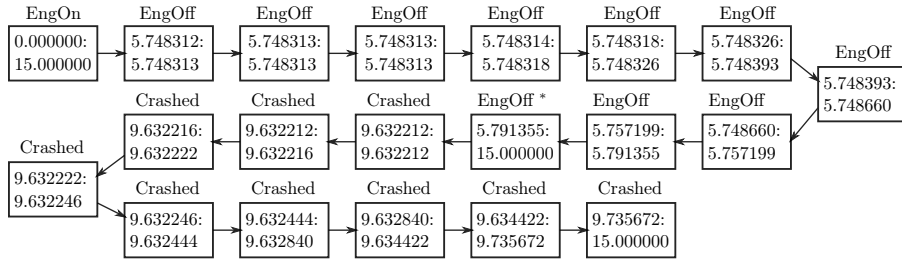 EngOn EngOff EngOff EngOff EngOff EngOff EngOff
0.000000: 5.748312: 5.748313: 5.748313: 5.748314: 5.748318: 5.748326:
15.000000 5.748313 5.748313 5.748313 5.748318 5.748326 5.748393
EngOff
5.748393:
5.748660
Crashed Crashed Crashed EngOff * EngOff EngOff
9.632216: 9.632212: 9.632212: 5.791355: 5.757199: 5.748660:
9.632222 9.632216 9.632212 15.000000 5.791355 5.757199
Crashed
9.632222:
9.632246
Crashed Crashed Crashed Crashed Crashed
9.632246: 9.632444: 9.632840: 9.634422: 9.735672:
9.632444 9.632840 9.634422 9.735672 15.000000